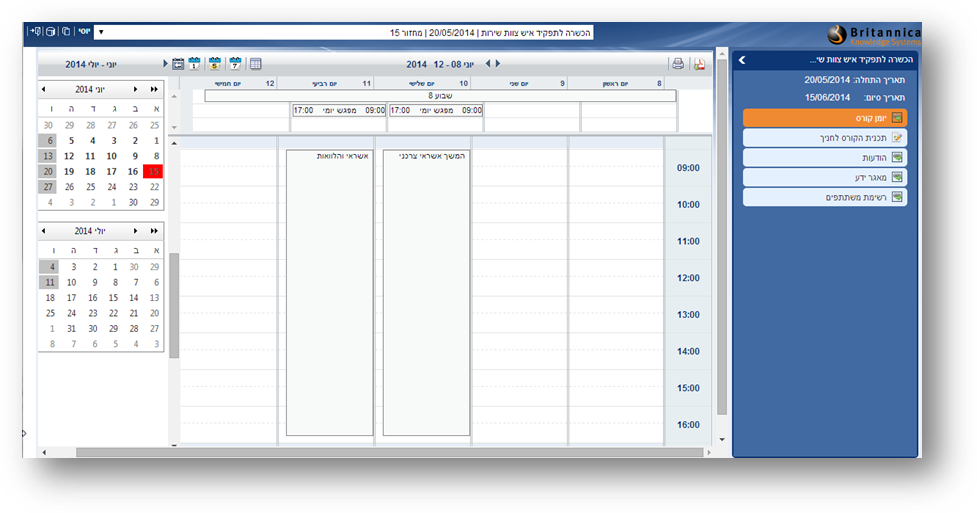 Britannica
Knowledge Systems
הכשרה לתפקיד איש צוות שירות | 20/05/2014 | מחזור 15
יוסי
הכשרה לתפקיד איש צוות שי...
תאריך התחלה: 20/05/2014
תאריך סיום: 15/06/2014
יומן קורס
תכנית הקורס לחניך
הודעות
מאגר ידע
רשימת משתתפים
יוני 08 - 12 2014
8 יום ראשון
9 יום שני
10 יום שלישי
11 יום רביעי
12 יום חמישי
שבוע 8
09:00 מפגש יומי 17:00
09:00 מפגש יומי 17:00
המשך אשראי צרכני
אשראי והלוואות
09:00
10:00
11:00
12:00
13:00
14:00
15:00
16:00
1
5
7
יוני - יולי 2014
יוני 2014
א ב ג ד ה ו
25 26 27 28 29 30
1 2 3 4 5 6
8 9 10 11 12 13
15 16 17 18 19 20
22 23 24 25 26 27
29 30 1 2 3 4
יולי 2014
א ב ג ד ה ו
29 30 1 2 3 4
6 7 8 9 10 11
13 14 15 16 17 18
20 21 22 23 24 25
27 28 29 30 31 1
3 4 5 6 7 8